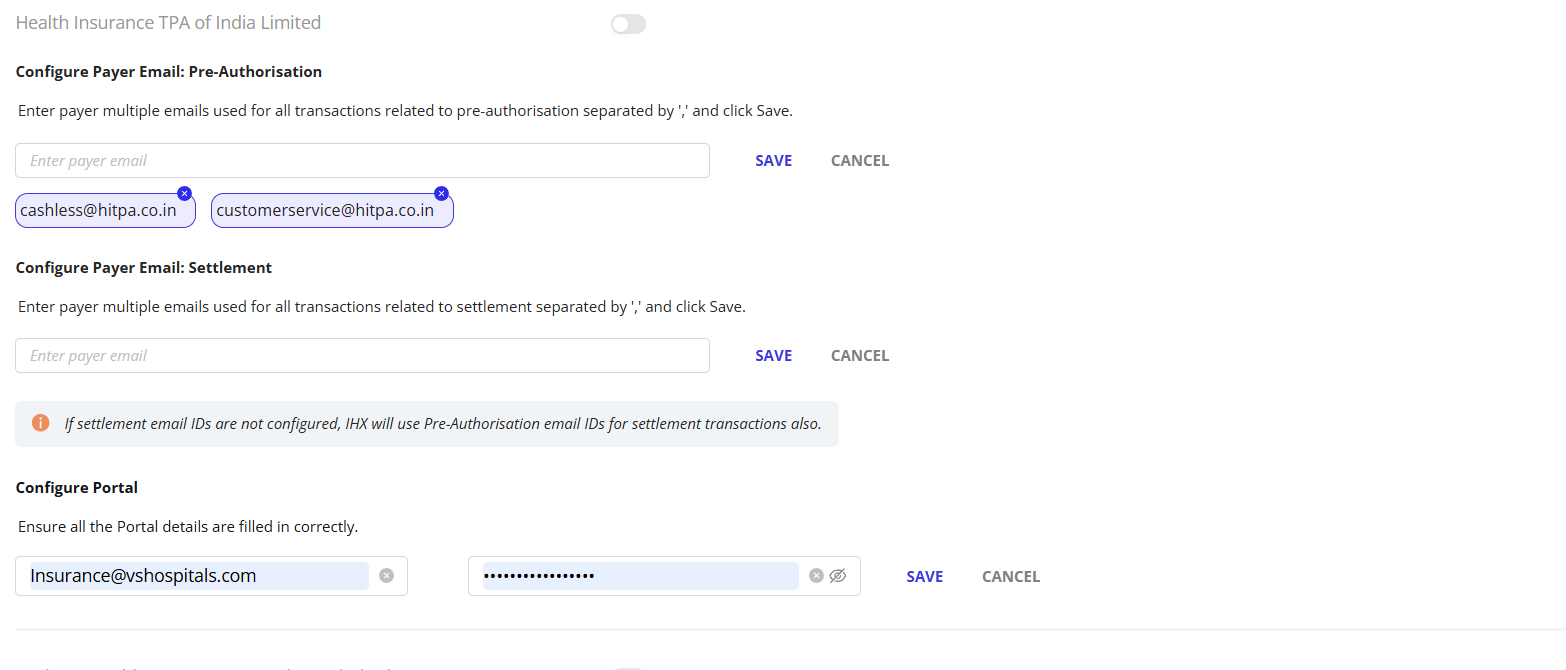 Health Insurance TPA of India Limited
Configure Payer Email: Pre-Authorisation
Enter payer multiple emails used for all transactions related to pre-authorisation separated by ',' and click Save.
Enter payer email SAVE CANCEL
cashless@hitpa.co.in customerservice@hitpa.co.in
Configure Payer Email: Settlement
Enter payer multiple emails used for all transactions related to settlement separated by ',' and click Save.
Enter payer email SAVE CANCEL
If settlement email IDs are not configured, IHX will use Pre-Authorisation email IDs for settlement transactions also.
Configure Portal
Ensure all the Portal details are filled in correctly.
Insurance@vshospitals.com ••••••••••••••••• SAVE CANCEL